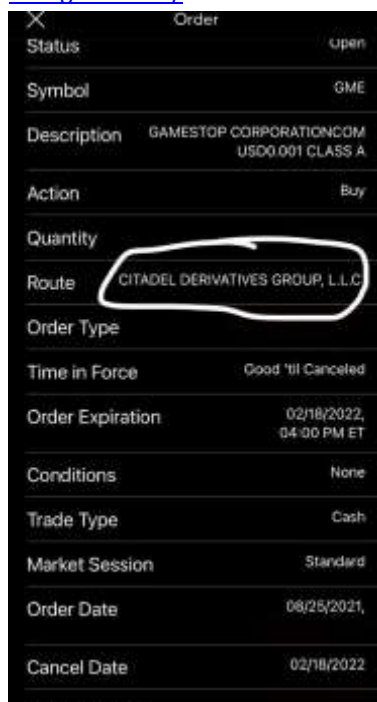 Order
Status Open
Symbol GME
Description GAMESTOP CORPORATIONCOM
USD0.001 CLASS A
Action Buy
Quantity
Route CITADEL DERIVATIVES GROUP, L.L.C
Order Type
Time in Force Good 'til Canceled
Order Expiration 02/18/2022,
04:00 PM ET
Conditions None
Trade Type Cash
Market Session Standard
Order Date 08/25/2021,
Cancel Date 02/18/2022